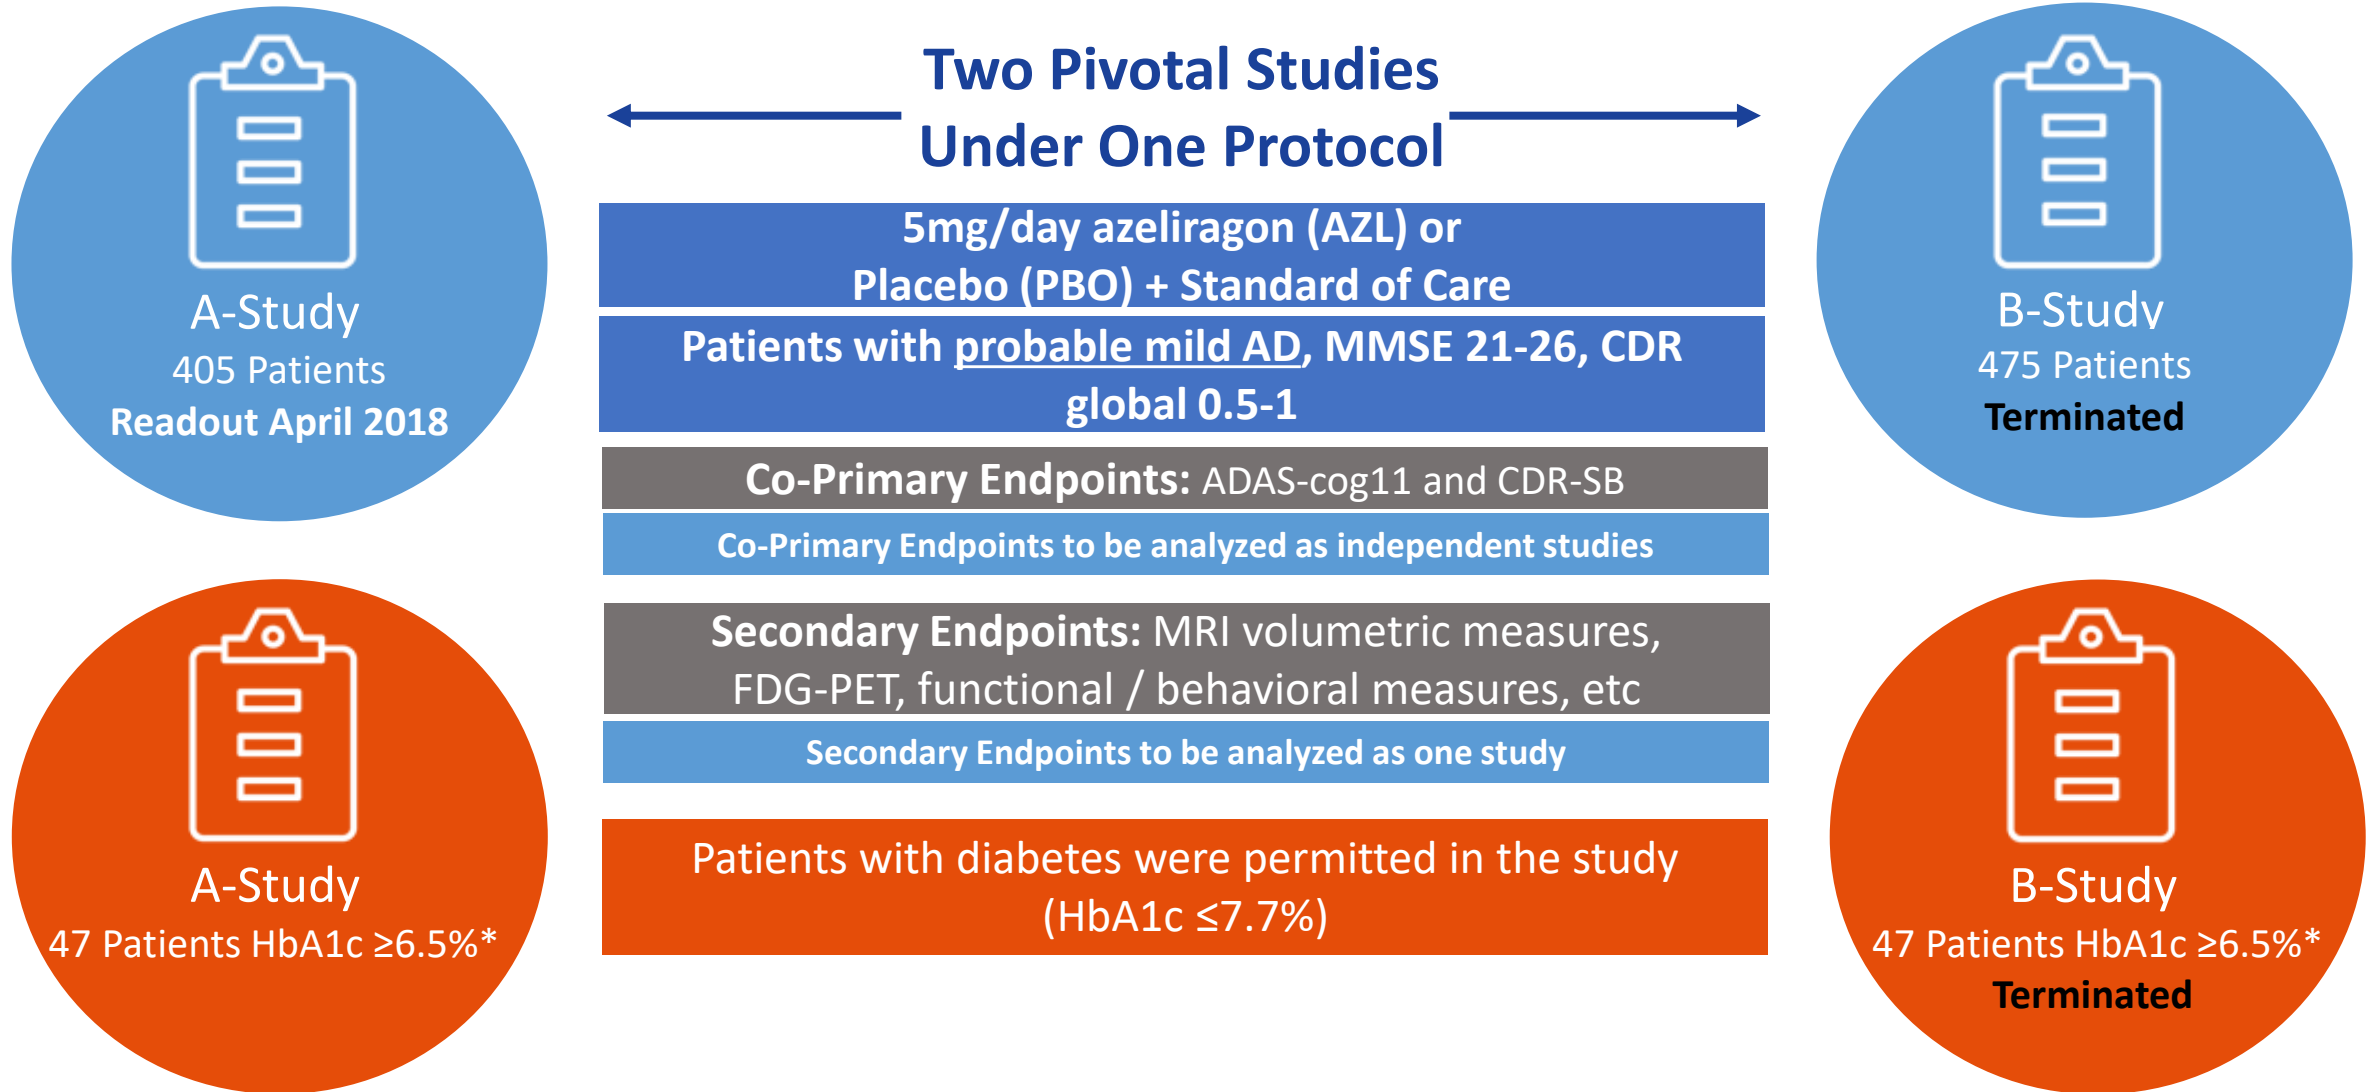 Two Pivotal Studies
Under One Protocol
A-Study
405 Patients
Readout April 2018
5mg/day azeliragon (AZL) or
Placebo (PBO) + Standard of Care
Patients with probable mild AD, MMSE 21-26, CDR
global 0.5-1
Co-Primary Endpoints: ADAS-cog11 and CDR-SB
Co-Primary Endpoints to be analyzed as independent studies
Secondary Endpoints: MRI volumetric measures,
FDG-PET, functional / behavioral measures, etc
Secondary Endpoints to be analyzed as one study
Patients with diabetes were permitted in the study
(HbA1c ≤7.7%)
B-Study
475 Patients
Terminated
A-Study
47 Patients HbA1c ≥6.5%*
B-Study
47 Patients HbA1c ≥6.5%*
Terminated